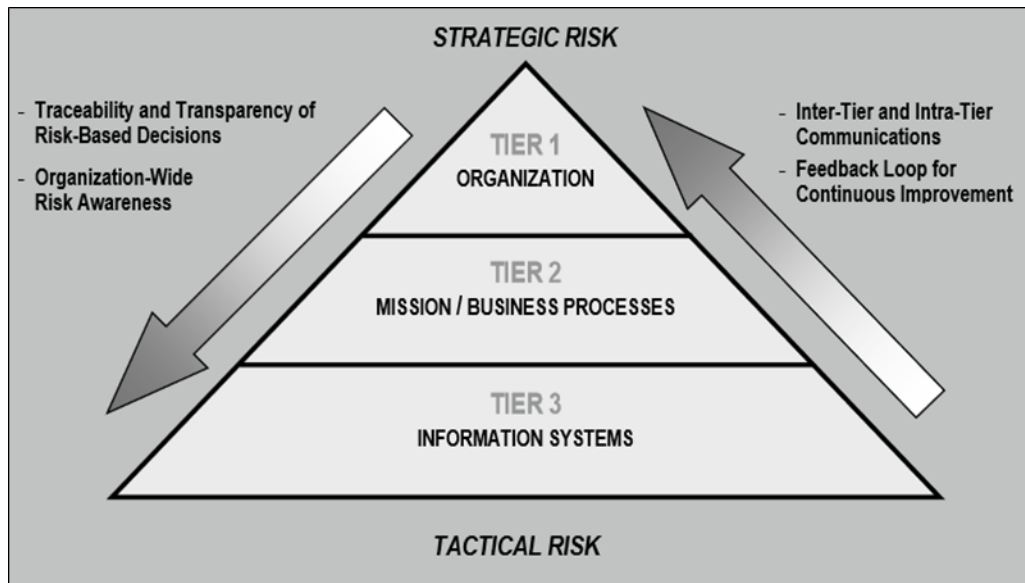 STRATEGIC RISK
- Traceability and Transparency of
Risk-Based Decisions
- Organization-Wide
Risk Awareness
- Inter-Tier and Intra-Tier
Communications
- Feedback Loop for
Continuous Improvement
TIER 1
ORGANIZATION
TIER 2
MISSION / BUSINESS PROCESSES
TIER 3
INFORMATION SYSTEMS
TACTICAL RISK